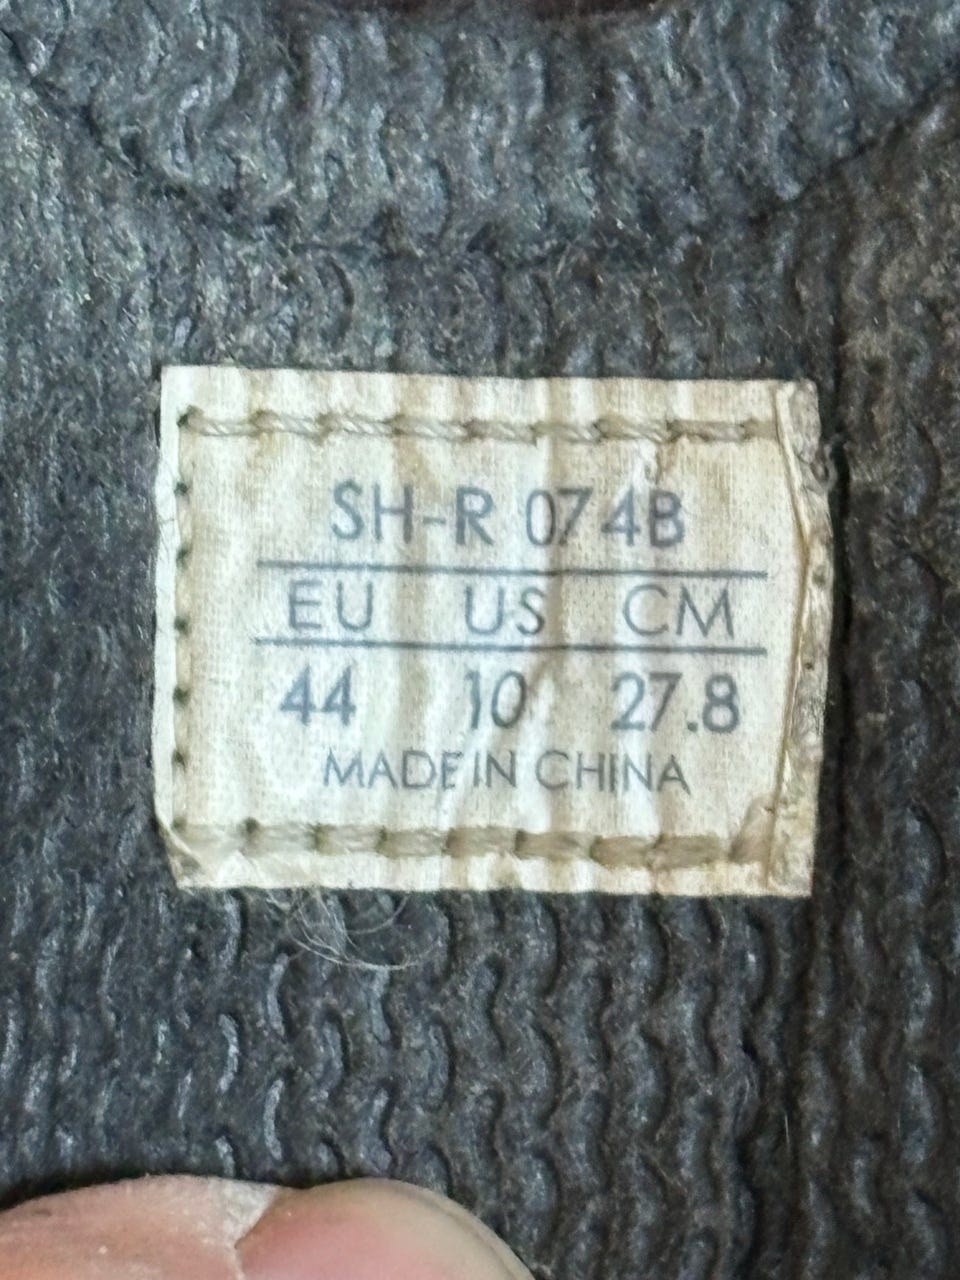 SH-R 074B
EU US CM
44 10 27.8
MADE IN CHINA